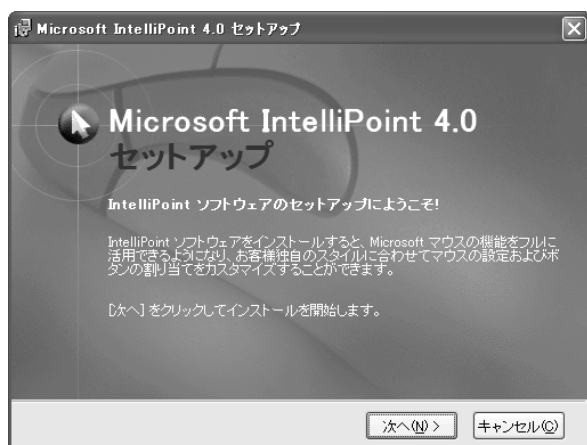 Microsoft IntelliPoint 4.0 セットアップ
Microsoft IntelliPoint 4.0
セットアップ
IntelliPoint ソフトウェアのセットアップにようこそ!
IntelliPoint ソフトウェアをインストールすると、Microsoft マウスの機能をフルに
活用できるようになり、お客様独自のスタイルに合わせてマウスの設定およびボ
タンの割り当てをカスタマイズすることができます。
[次へ] をクリックしてインストールを開始します。
次へ(N) >
キャンセル(C)